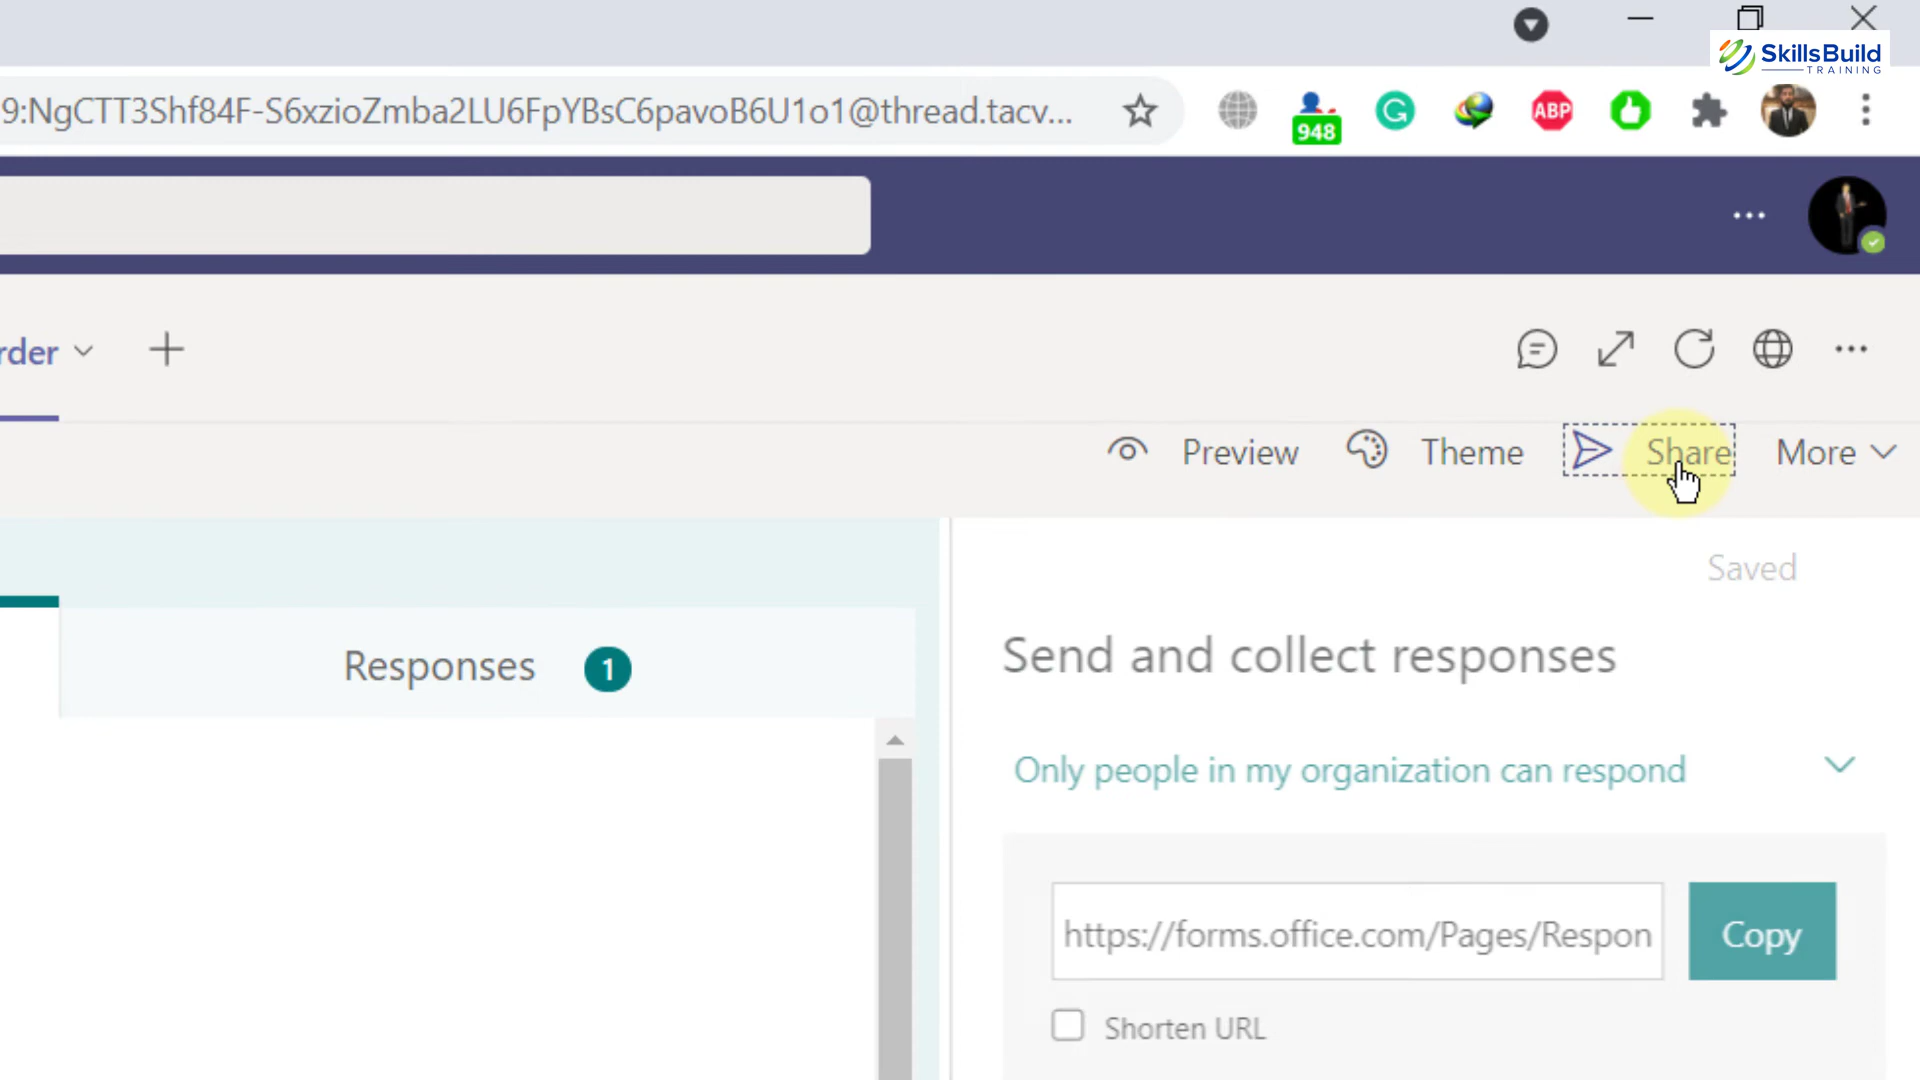 SkillsBuild
TRAINING
9:NgCTT3Shf84F-S6xzioZmba2LU6FpYBsC6pavoB6U1o1@thread.tacv...
948
ABP
rder
Preview
Theme
Share
More
Saved
Responses 1
Send and collect responses
Only people in my organization can respond
https://forms.office.com/Pages/Respon
Copy
Shorten URL